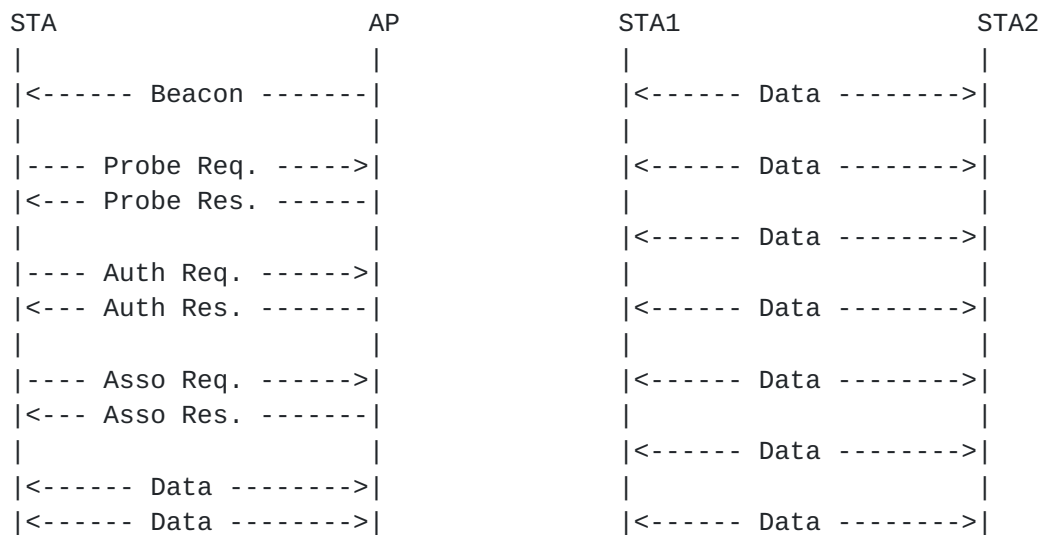 STA                     AP              STA1                   STA2
|                      |               |                      |
|<------ Beacon -------|               |<------ Data -------->|
|                      |               |                      |
|---- Probe Req. ----->|               |<------ Data -------->|
|<--- Probe Res. ------|               |                      |
|                      |               |<------ Data -------->|
|---- Auth Req. ------>|               |                      |
|<--- Auth Res. -------|               |<------ Data -------->|
|                      |               |                      |
|---- Asso Req. ------>|               |<------ Data -------->|
|<--- Asso Res. -------|               |                      |
|                      |               |<------ Data -------->|
|<------ Data -------->|               |                      |
|<------ Data -------->|               |<------ Data -------->|